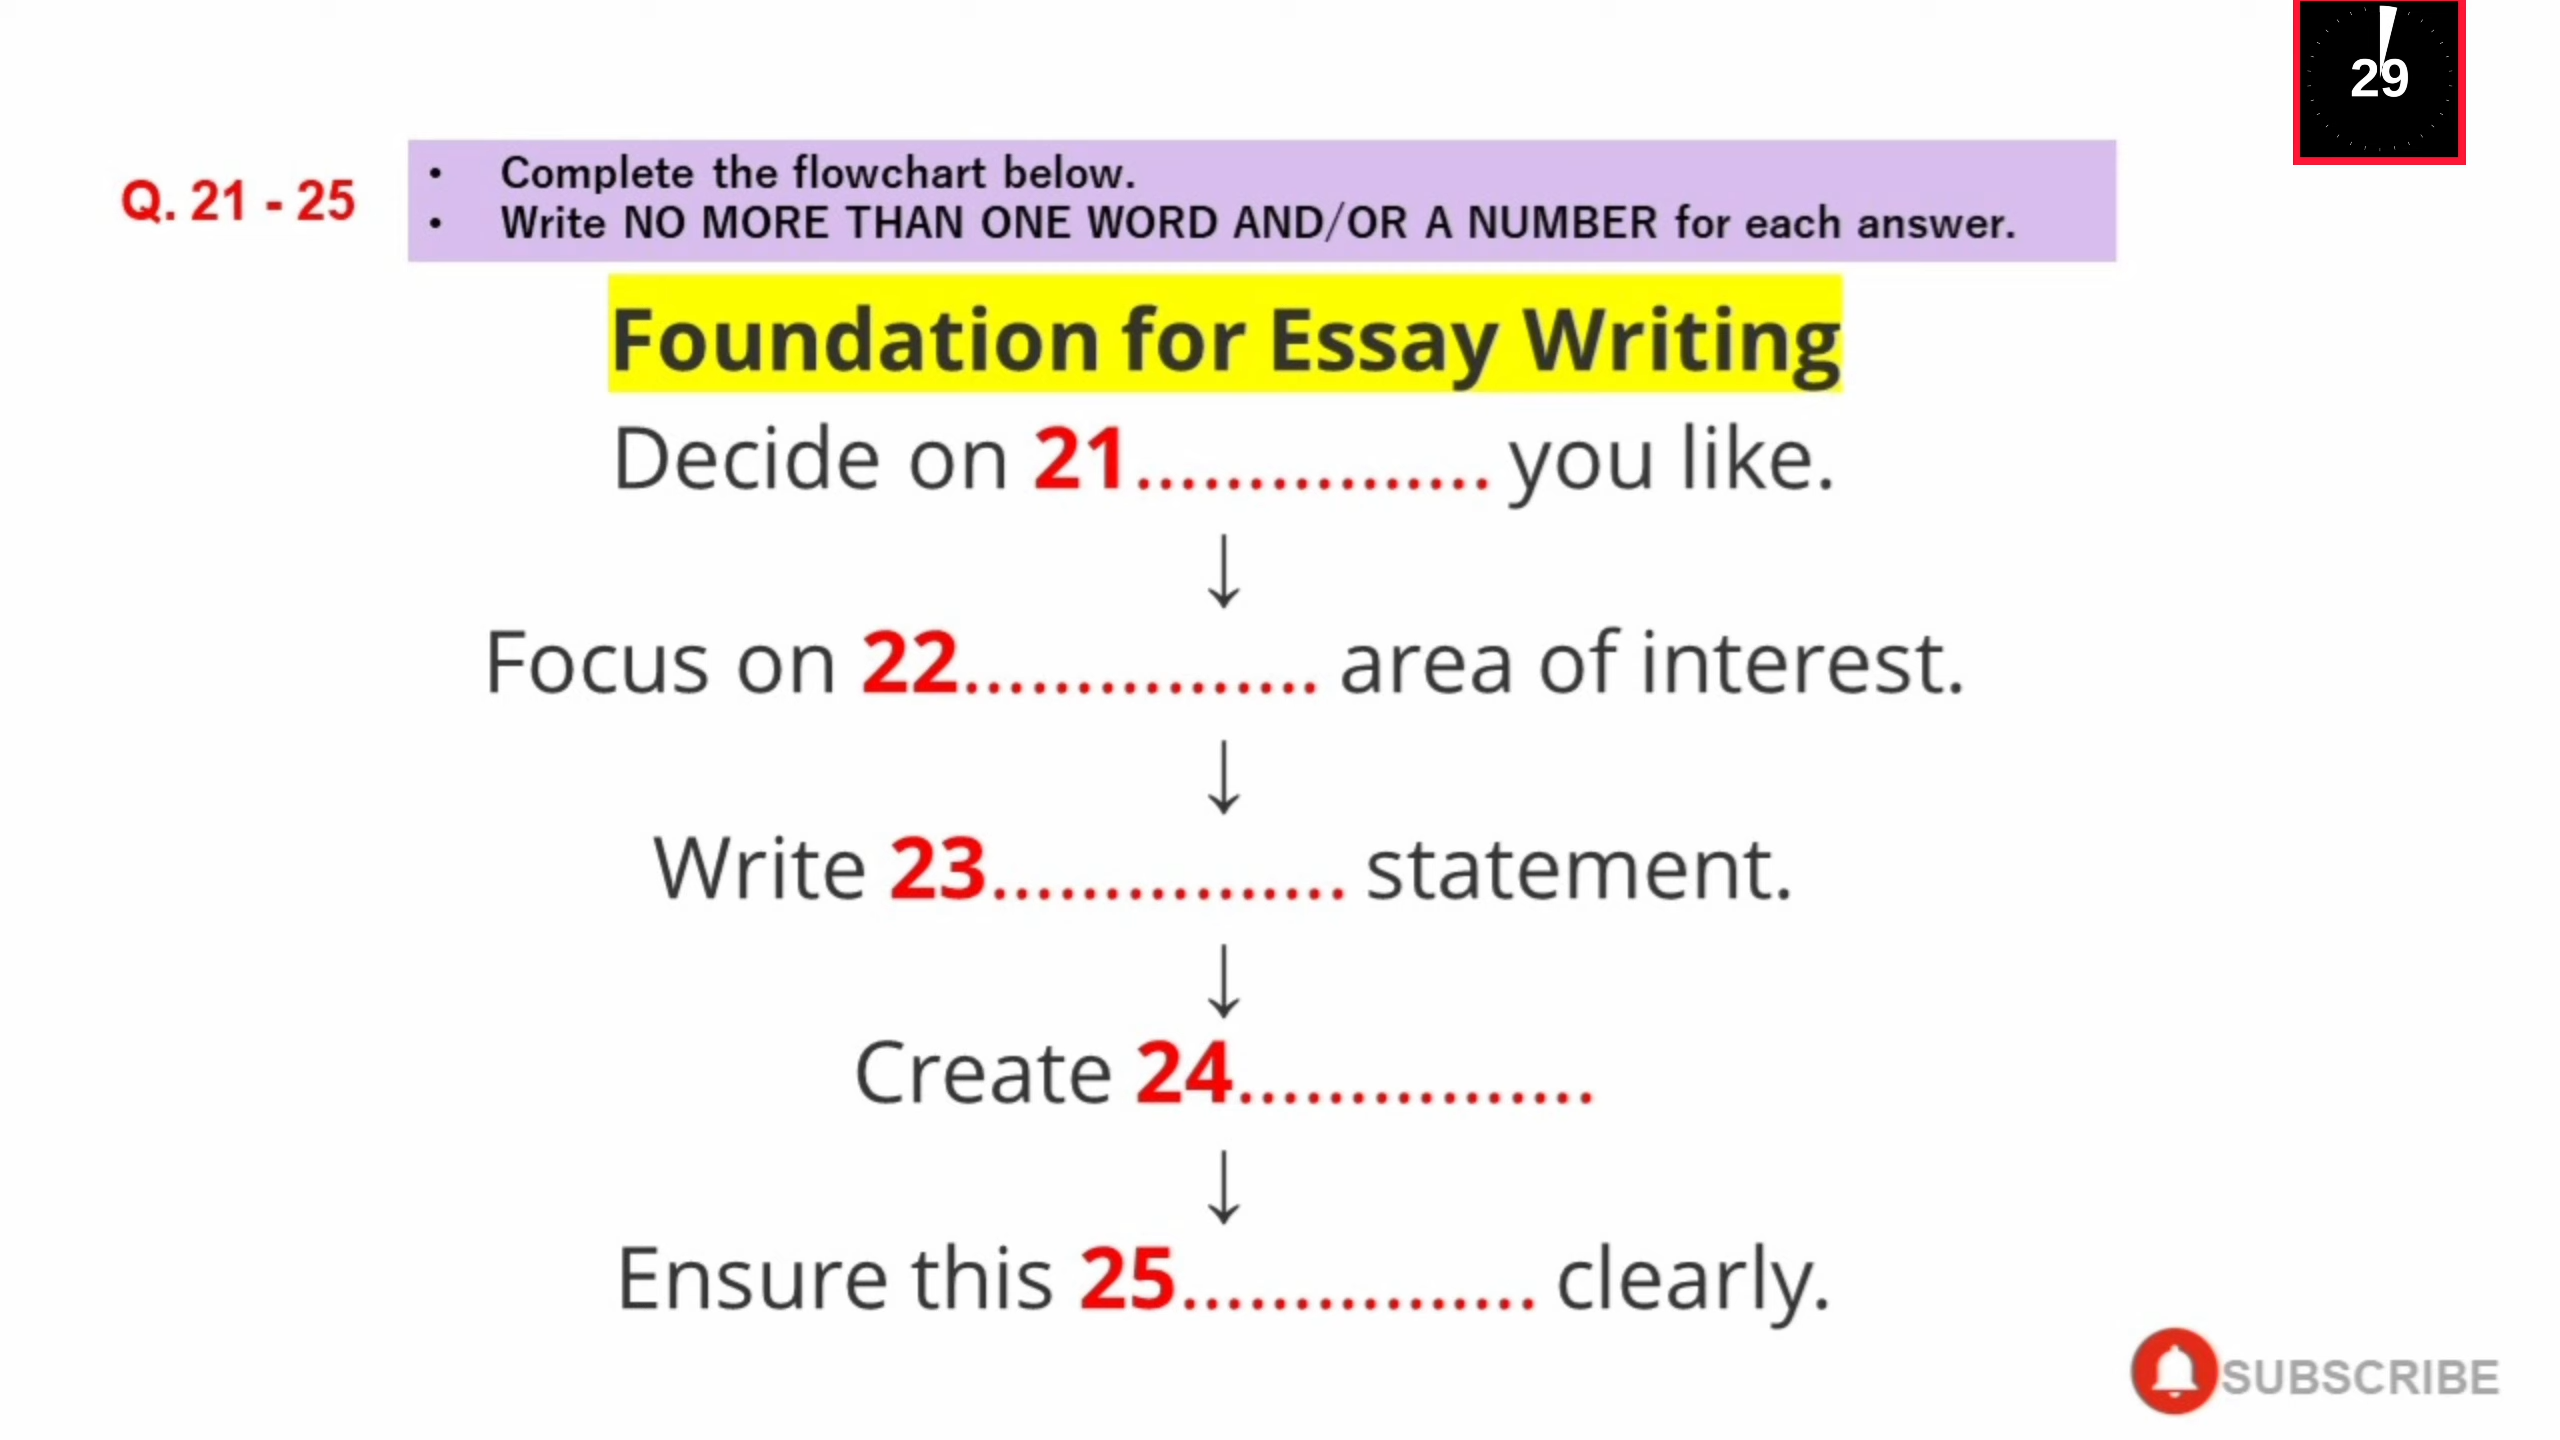 29
Q. 21 - 25
• Complete the flowchart below.
• Write NO MORE THAN ONE WORD AND/OR A NUMBER for each answer.
Foundation for Essay Writing
Decide on 21................ you like.
↓
Focus on 22................ area of interest.
↓
Write 23................ statement.
↓
Create 24................
↓
Ensure this 25................ clearly.
SUBSCRIBE